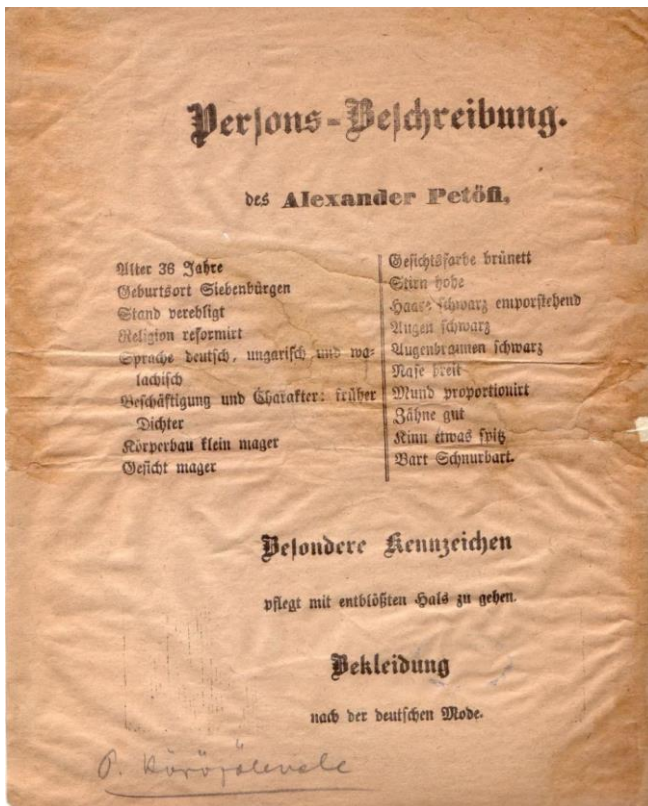 Persons-Beschreibung.
des Alexander Petöfi,
Alter 36 Jahre
Geburtsort Siebenbürgen
Stand verehligt
Religion reformirt
Sprache deutsch, ungarisch und wa-
lachisch
Beschäftigung und Charakter: früher
Dichter
Körperbau klein mager
Gesicht mager
Gesichtsfarbe brünett
Stirn hohe
Haare schwarz emporstehend
Augen schwarz
Augenbraunen schwarz
Nase breit
Mund proportionirt
Zähne gut
Kinn etwas spitz
Bart Schnurbart.
Besondere Kennzeichen
pflegt mit entblößten Hals zu gehen.
Bekleidung
nach der deutschen Mode.
P.